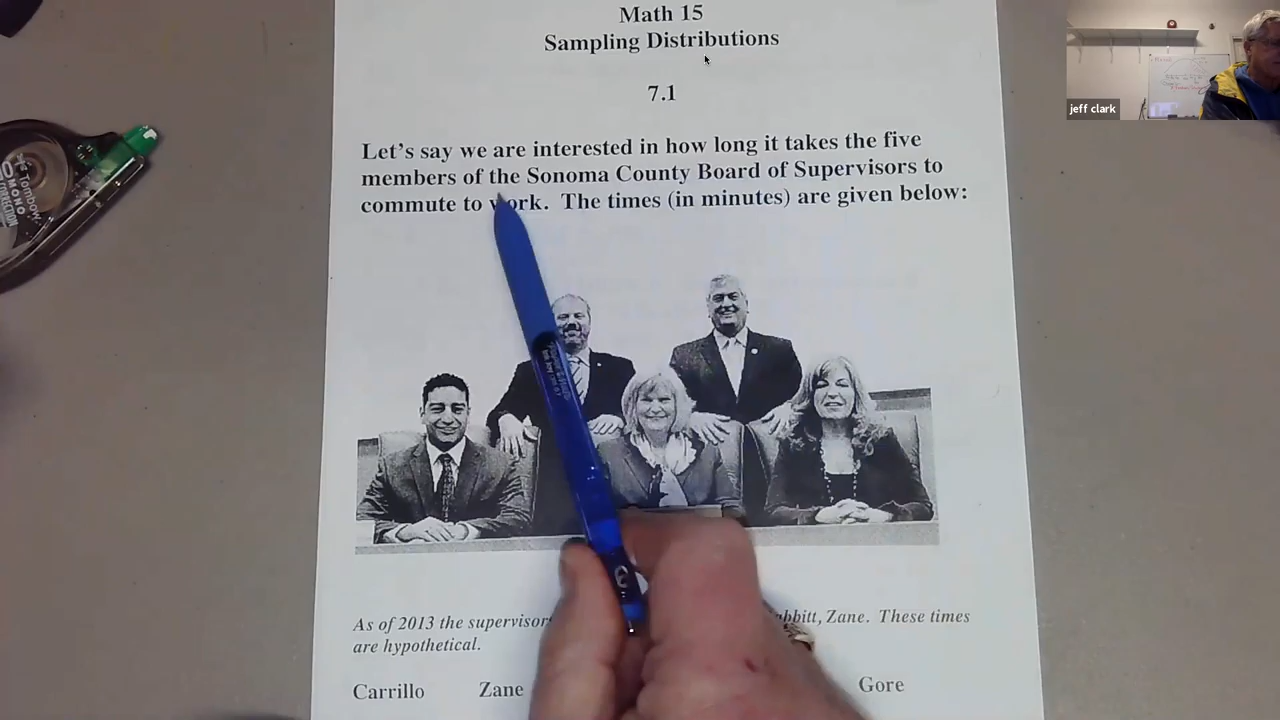 Math 15
Sampling Distributions
7.1
Let's say we are interested in how long it takes the five
members of the Sonoma County Board of Supervisors to
commute to work. The times (in minutes) are given below:
As of 2013 the supervisors Zane. These times
are hypothetical.
Carrillo Zane Gore
jeff clark
Tombow
MONO